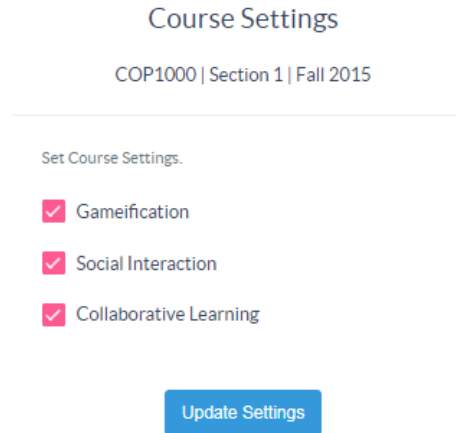 Course Settings
COP1000 | Section 1 | Fall 2015
Set Course Settings.
Gameification
Social Interaction
Collaborative Learning
Update Settings